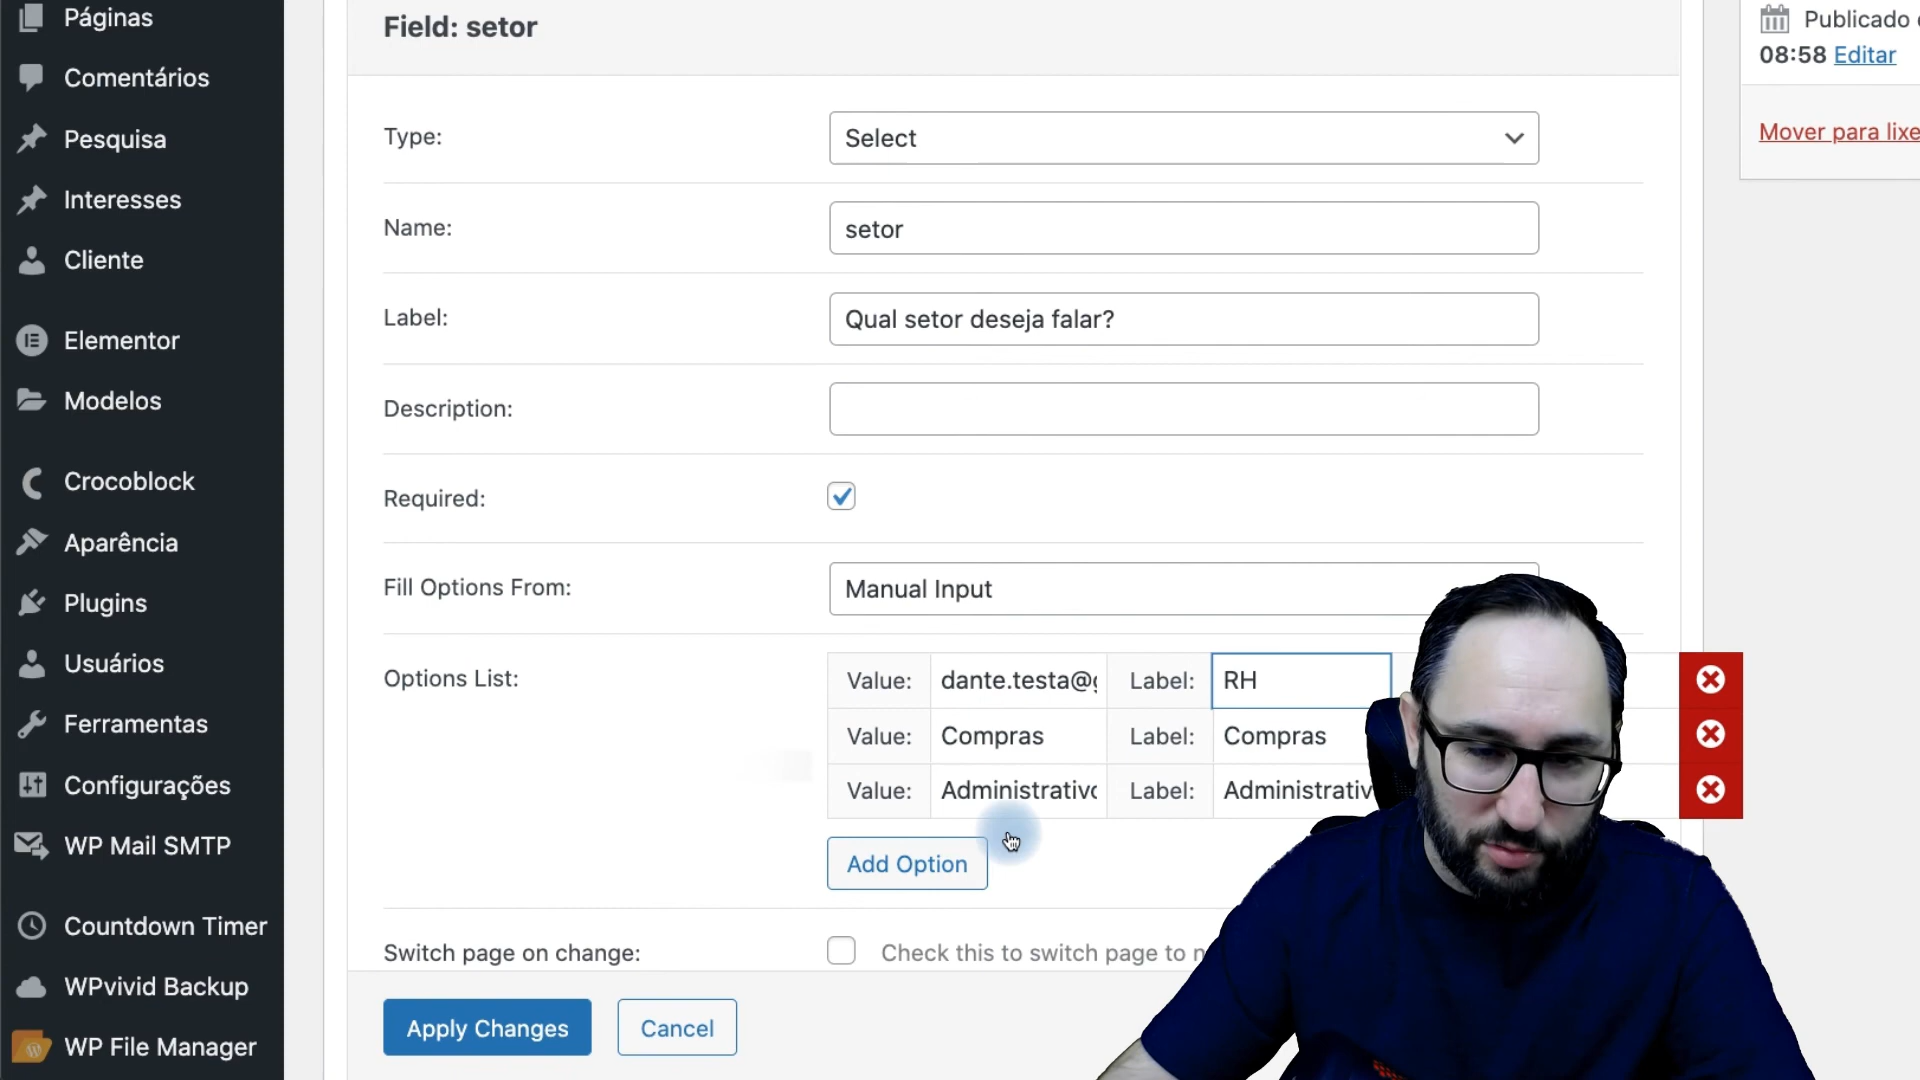 Páginas
Comentários
Pesquisa
Interesses
Cliente
Elementor
Modelos
Crocoblock
Aparência
Plugins
Usuários
Ferramentas
Configurações
WP Mail SMTP
Countdown Timer
WPvivid Backup
WP File Manager
Field: setor
Type: Select
Name: setor
Label: Qual setor deseja falar?
Description:
Required:
Fill Options From: Manual Input
Options List: Value: dante.testa@g Label: RH
Value: Compras Label: Compras
Value: Administrativo Label: Administrativ
Add Option
Switch page on change: Check this to switch page to n
Apply Changes Cancel
Publicado
08:58 Editar
Mover para lixe